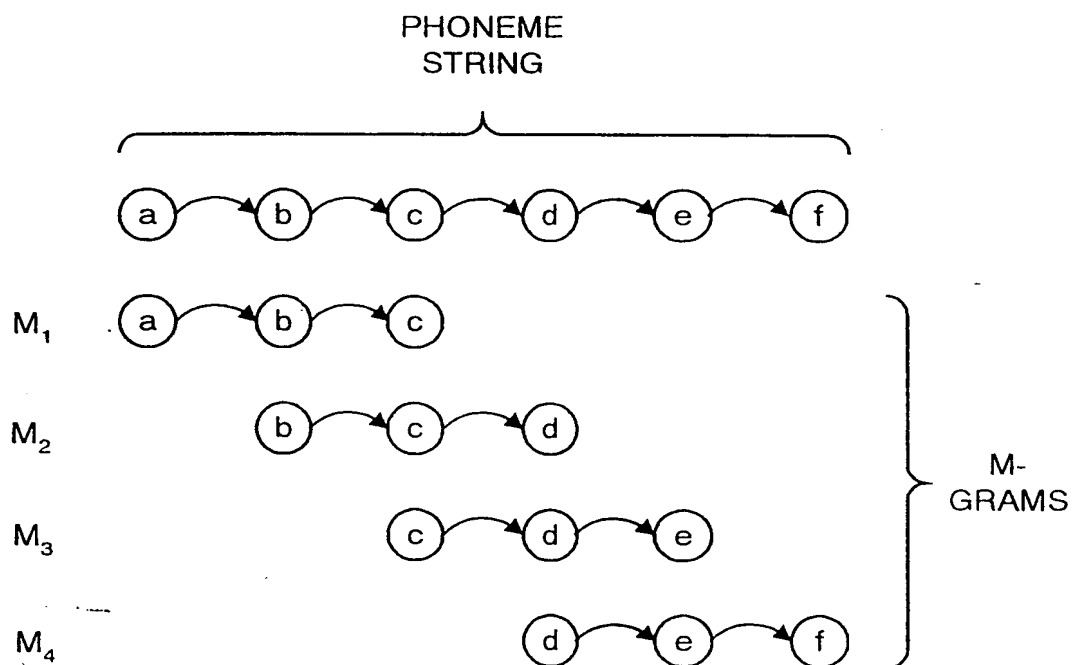 PHONEME
STRING
a b c d e f
M₁ a b c
M₂ b c d
M₃ c d e
M₄ d e f
M-
GRAMS